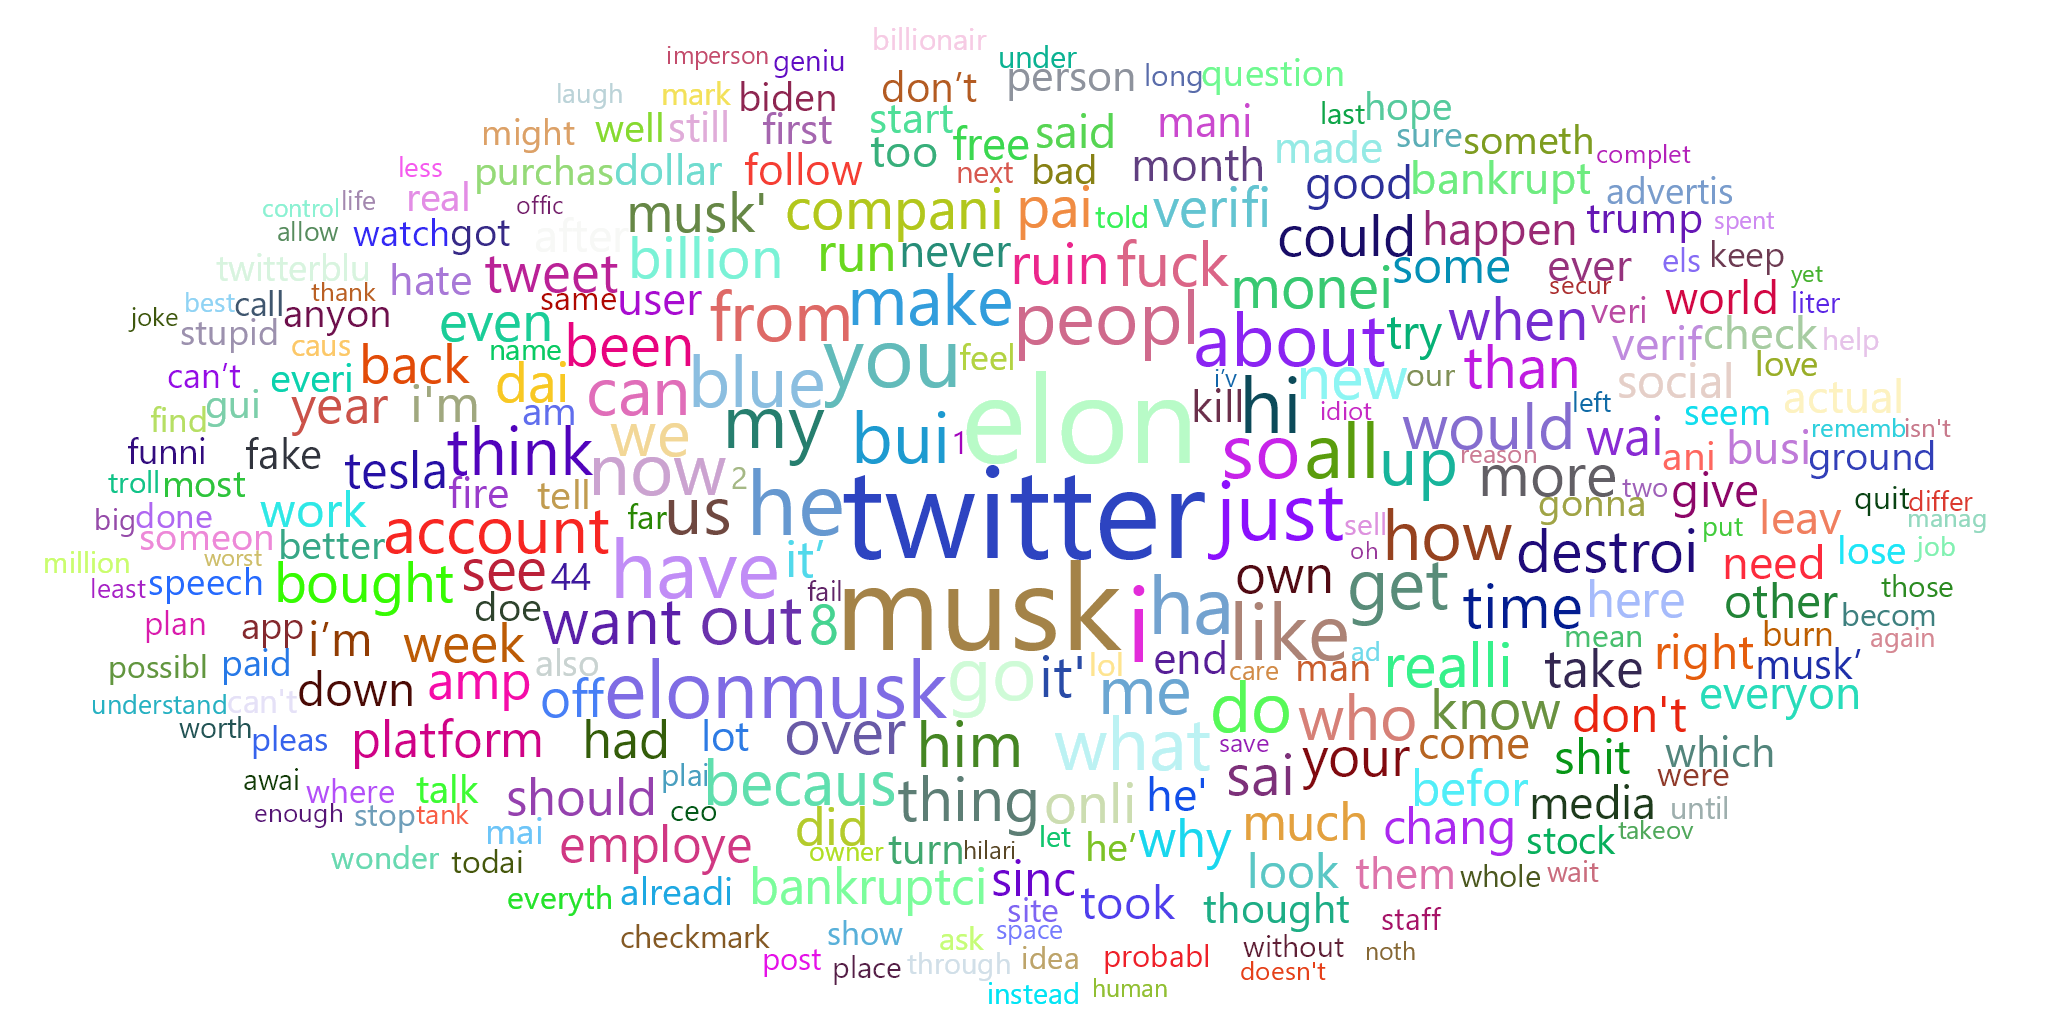 billionair
imperson geniu under
don’t person long question
laugh mark biden
start last hope
might well still first free said mani made sure someth
too complet
less purchas dollar follow next bad month good bankrupt advertis
life real offic musk' compani pai told verifi trump spent
control
allow watch got after billion run never ruin fuck could happen
twitterblu hate tweet monei some ever els keep yet
best call thank same user from make peopl secur world liter
joke anyon even about try when veri
stupid caus name been you feel verif check help
can’t everi back dai can blue elon i’v new our than social love
find gui year i'm am my kill hi idiot left seem actual
we bui 1 would wai rememb isn't
funni fake think so all up reason ani busi ground
troll most tesla fire tell now 2 he twitter more two give quit differ
big done work account far us just sell how gonna put leav manag
someon better have it’ oh destroi lose job
million worst see 44 own get need
least speech bought doe fail musk i ha time here other those
want out 8 like becom
plan app i’m week also end mean burn again
possibl paid it' lol care man ad realli take right musk’
understand can't down amp off elonmusk go me everyon
worth pleas platform had lot over him what do who know don't
awai plai save your come shit which
where talk should becaus thing sai befor were
enough stop tank ceo onli he' media until
mai did let much chang
wonder todai employe owner turn hilari he’ why stock takeov
everyth alreadi bankruptci sinc look them whole wait
site took thought staff
checkmark show ask space without noth
post place through idea probabl doesn't
instead human